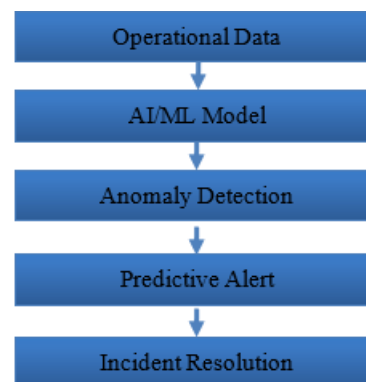 Operational Data
AI/ML Model
Anomaly Detection
Predictive Alert
Incident Resolution